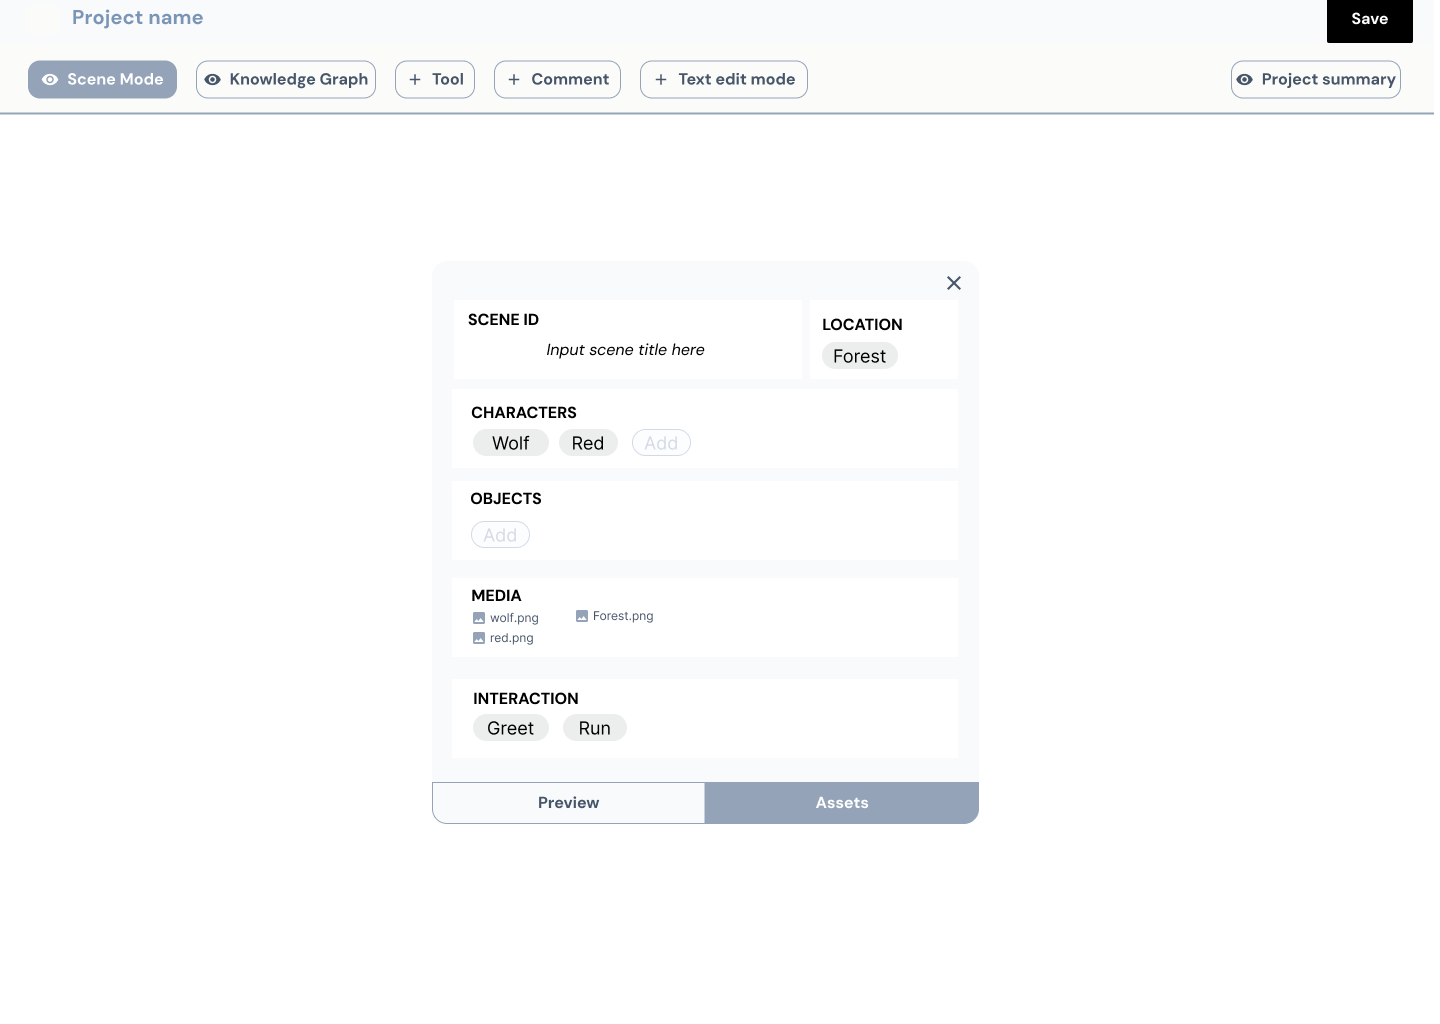 Project name
Save
Scene Mode
Knowledge Graph
Tool
Comment
Text edit mode
Project summary
SCENE ID
Input scene title here
LOCATION
Forest
CHARACTERS
Wolf
Red
Add
OBJECTS
Add
MEDIA
wolf.png
Forest.png
red.png
INTERACTION
Greet
Run
Preview
Assets